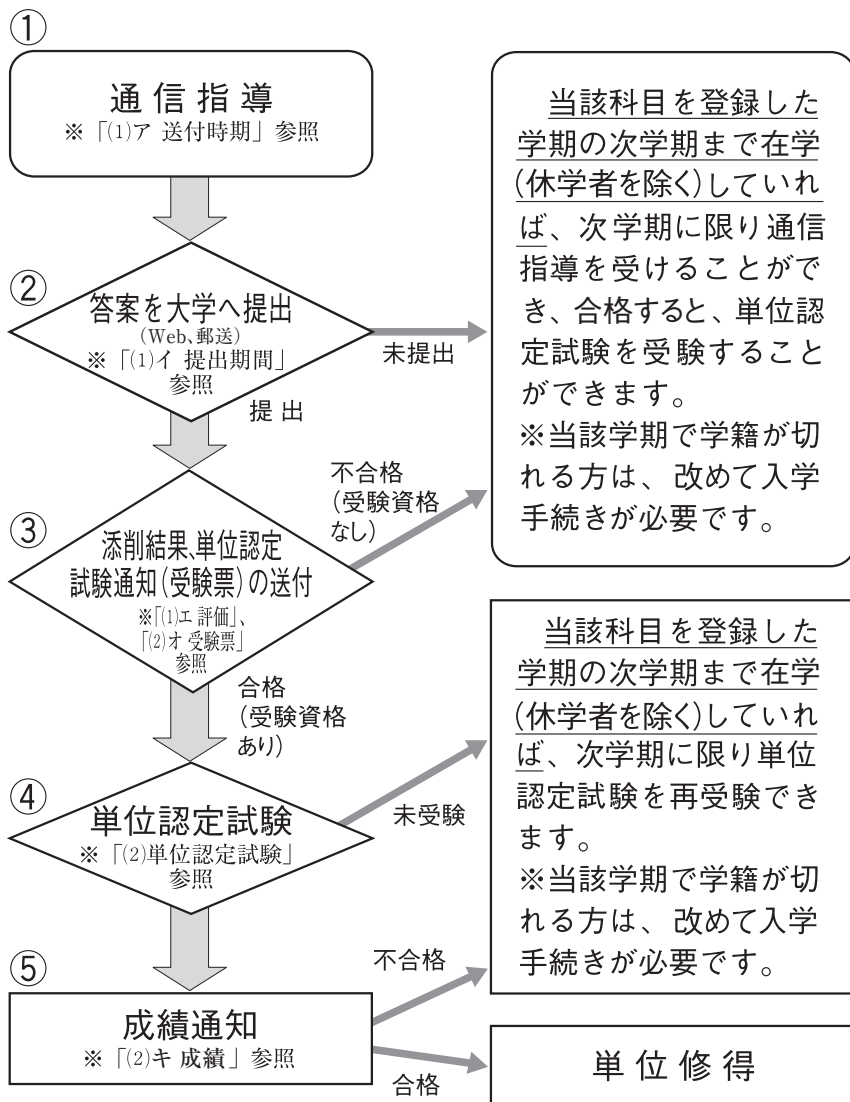 ①
通信指導
※「(1)ア 送付時期」参照
②
答案を大学へ提出
(Web、郵送)
※「(1)イ 提出期間」
参照
未提出
提出
当該科目を登録した
学期の次学期まで在学
(休学者を除く)していれ
ば、次学期に限り通信
指導を受けることがで
き、合格すると、単位認
定試験を受験すること
ができます。
※当該学期で学籍が切
れる方は、改めて入学
手続きが必要です。
③
添削結果、単位認定
試験通知(受験票)の送付
※「(1)エ 評価」、
「(2)オ 受験票」
参照
不合格
(受験資格
なし)
合格
(受験資格
あり)
④
単位認定試験
※「(2)単位認定試験」
参照
未受験
当該科目を登録した
学期の次学期まで在学
(休学者を除く)していれ
ば、次学期に限り単位
認定試験を再受験でき
ます。
※当該学期で学籍が切
れる方は、改めて入学
手続きが必要です。
⑤
成績通知
※「(2)キ 成績」参照
不合格
合格
単位修得